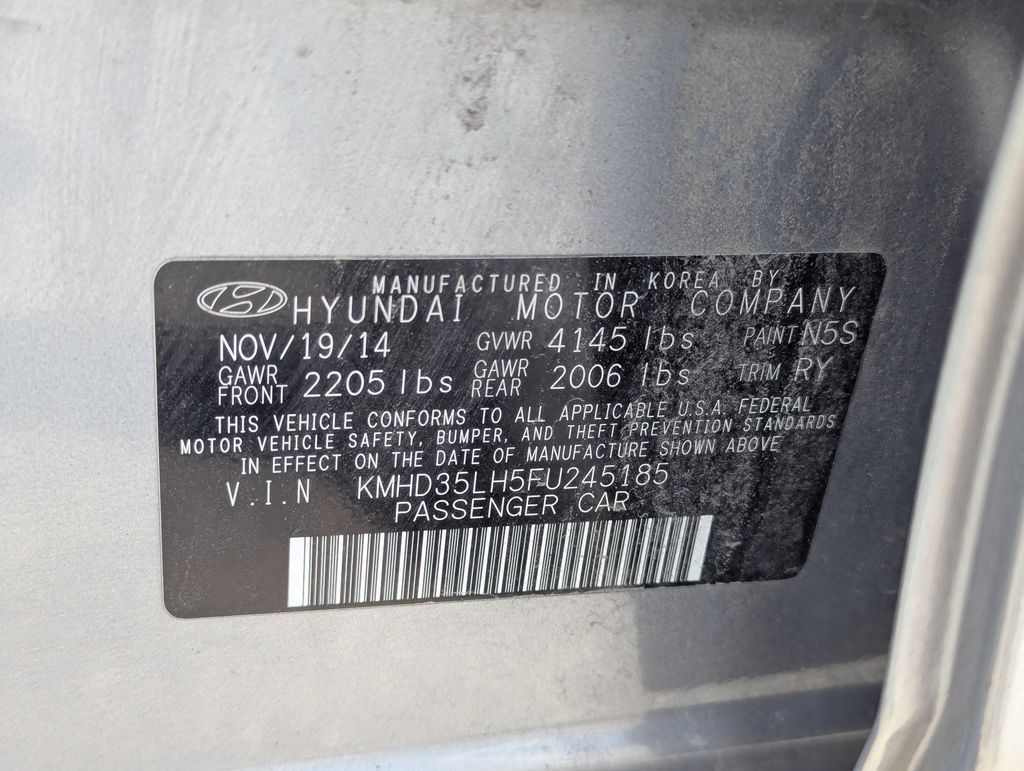 MANUFACTURED IN KOREA BY
HYUNDAI MOTOR COMPANY
NOV/19/14 GVWR 4145 lbs PAINT N5S
GAWR FRONT 2205 lbs GAWR REAR 2006 lbs TRIM RY
THIS VEHICLE CONFORMS TO ALL APPLICABLE U.S.A. FEDERAL
MOTOR VEHICLE SAFETY, BUMPER, AND THEFT PREVENTION STANDARDS
IN EFFECT ON THE DATE OF MANUFACTURE SHOWN ABOVE
V.I.N KMHD35LH5FU245185
PASSENGER CAR